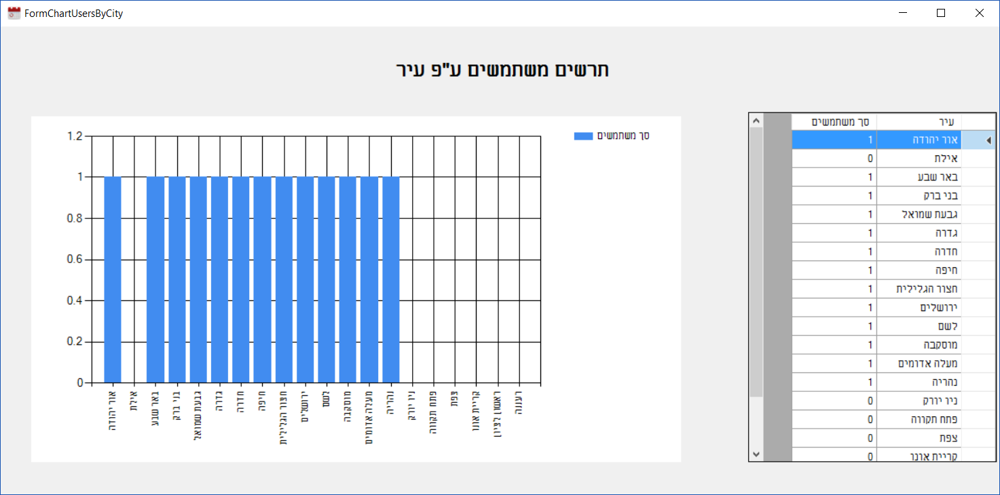 FormChartUsersByCity
תרשים משתמשים ע"פ עיר
סך משתמשים
1.2
1
0.8
0.6
0.4
0.2
0
אור יהודה
אילת
באר שבע
בני ברק
גבעת שמואל
גדרה
חדרה
חיפה
חצור הגלילית
ירושלים
לשם
מוסקבה
מעלה אדומים
נהריה
ניו יורק
פתח תקווה
צפת
קריית אונו
ראשון לציון
רעננה
עיר סך משתמשים
אור יהודה 1
אילת 0
באר שבע 1
בני ברק 1
גבעת שמואל 1
גדרה 1
חדרה 1
חיפה 1
חצור הגלילית 1
ירושלים 1
לשם 1
מוסקבה 1
מעלה אדומים 1
נהריה 1
ניו יורק 0
פתח תקווה 0
צפת 0
קריית אונו 0